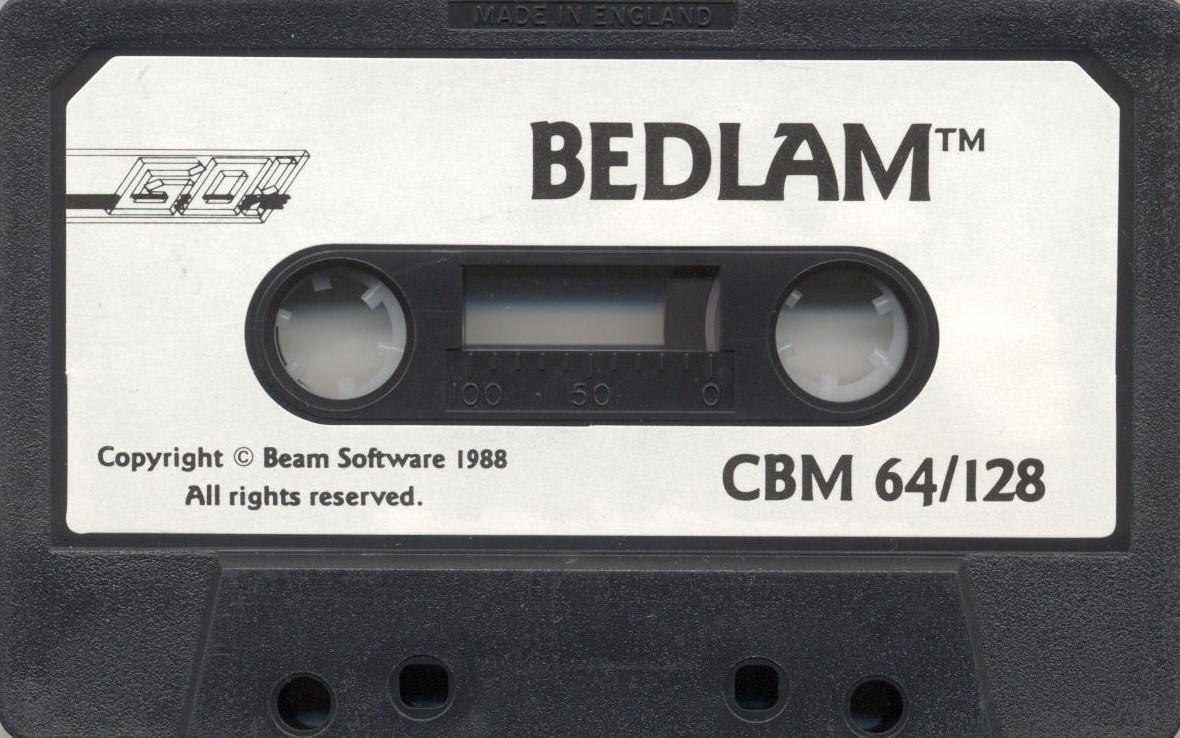 MADE IN ENGLAND
BEDLAM™
GO!
100 50 0
Copyright © Beam Software 1988
All rights reserved.
CBM 64/128